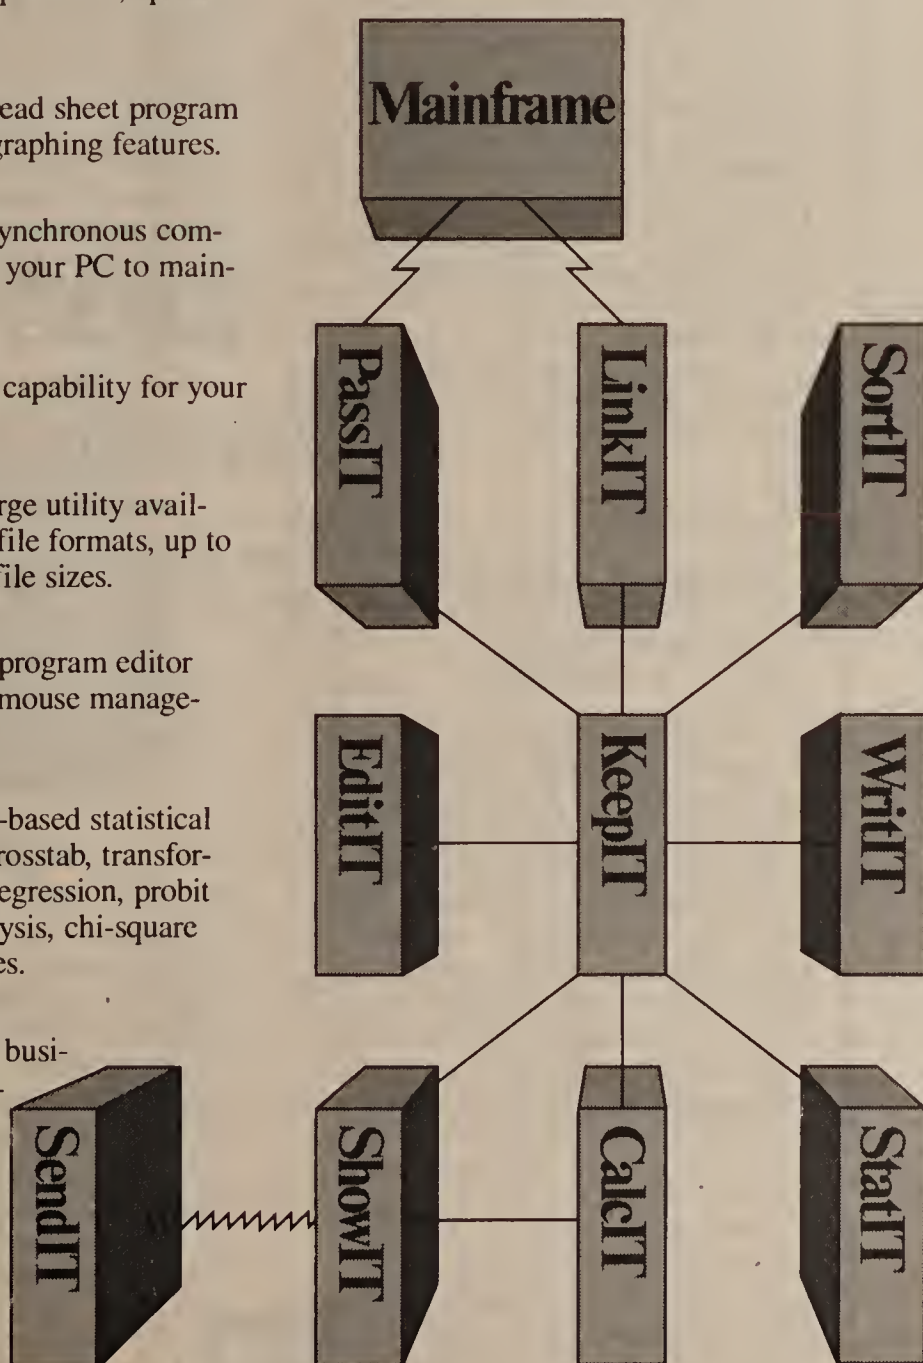 ead sheet program
graphing features.
ynchronous com-
your PC to main-
capability for your
rge utility avail-
file formats, up to
file sizes.
program editor
mouse manage-
-based statistical
rosstab, transfor-
egression, probit
ysis, chi-square
es.
busi-
Mainframe
PassIT
LinkIT
SortIT
EditIT
KeepIT
WritIT
SendIT
ShowIT
CalcIT
StatIT